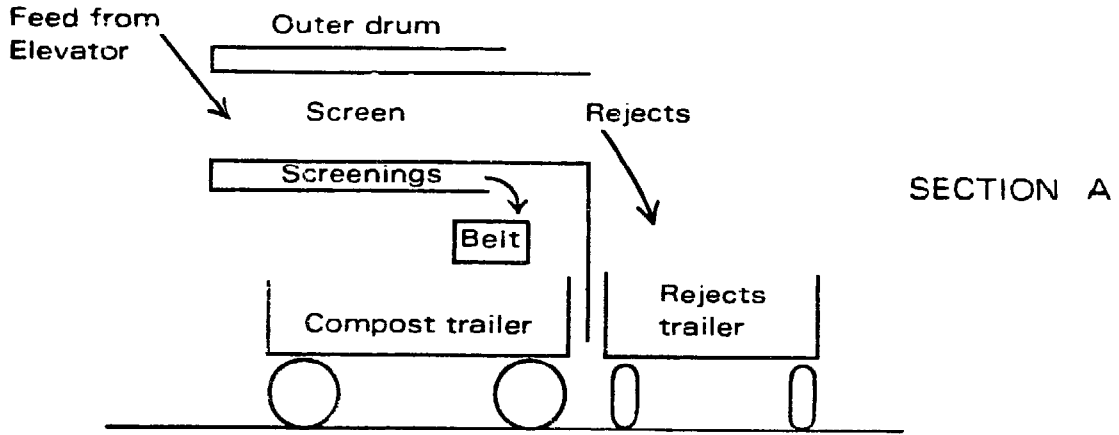 Feed from
Elevator
Outer drum
Screen
Rejects
Screenings
SECTION A
Belt
Compost trailer
Rejects
trailer